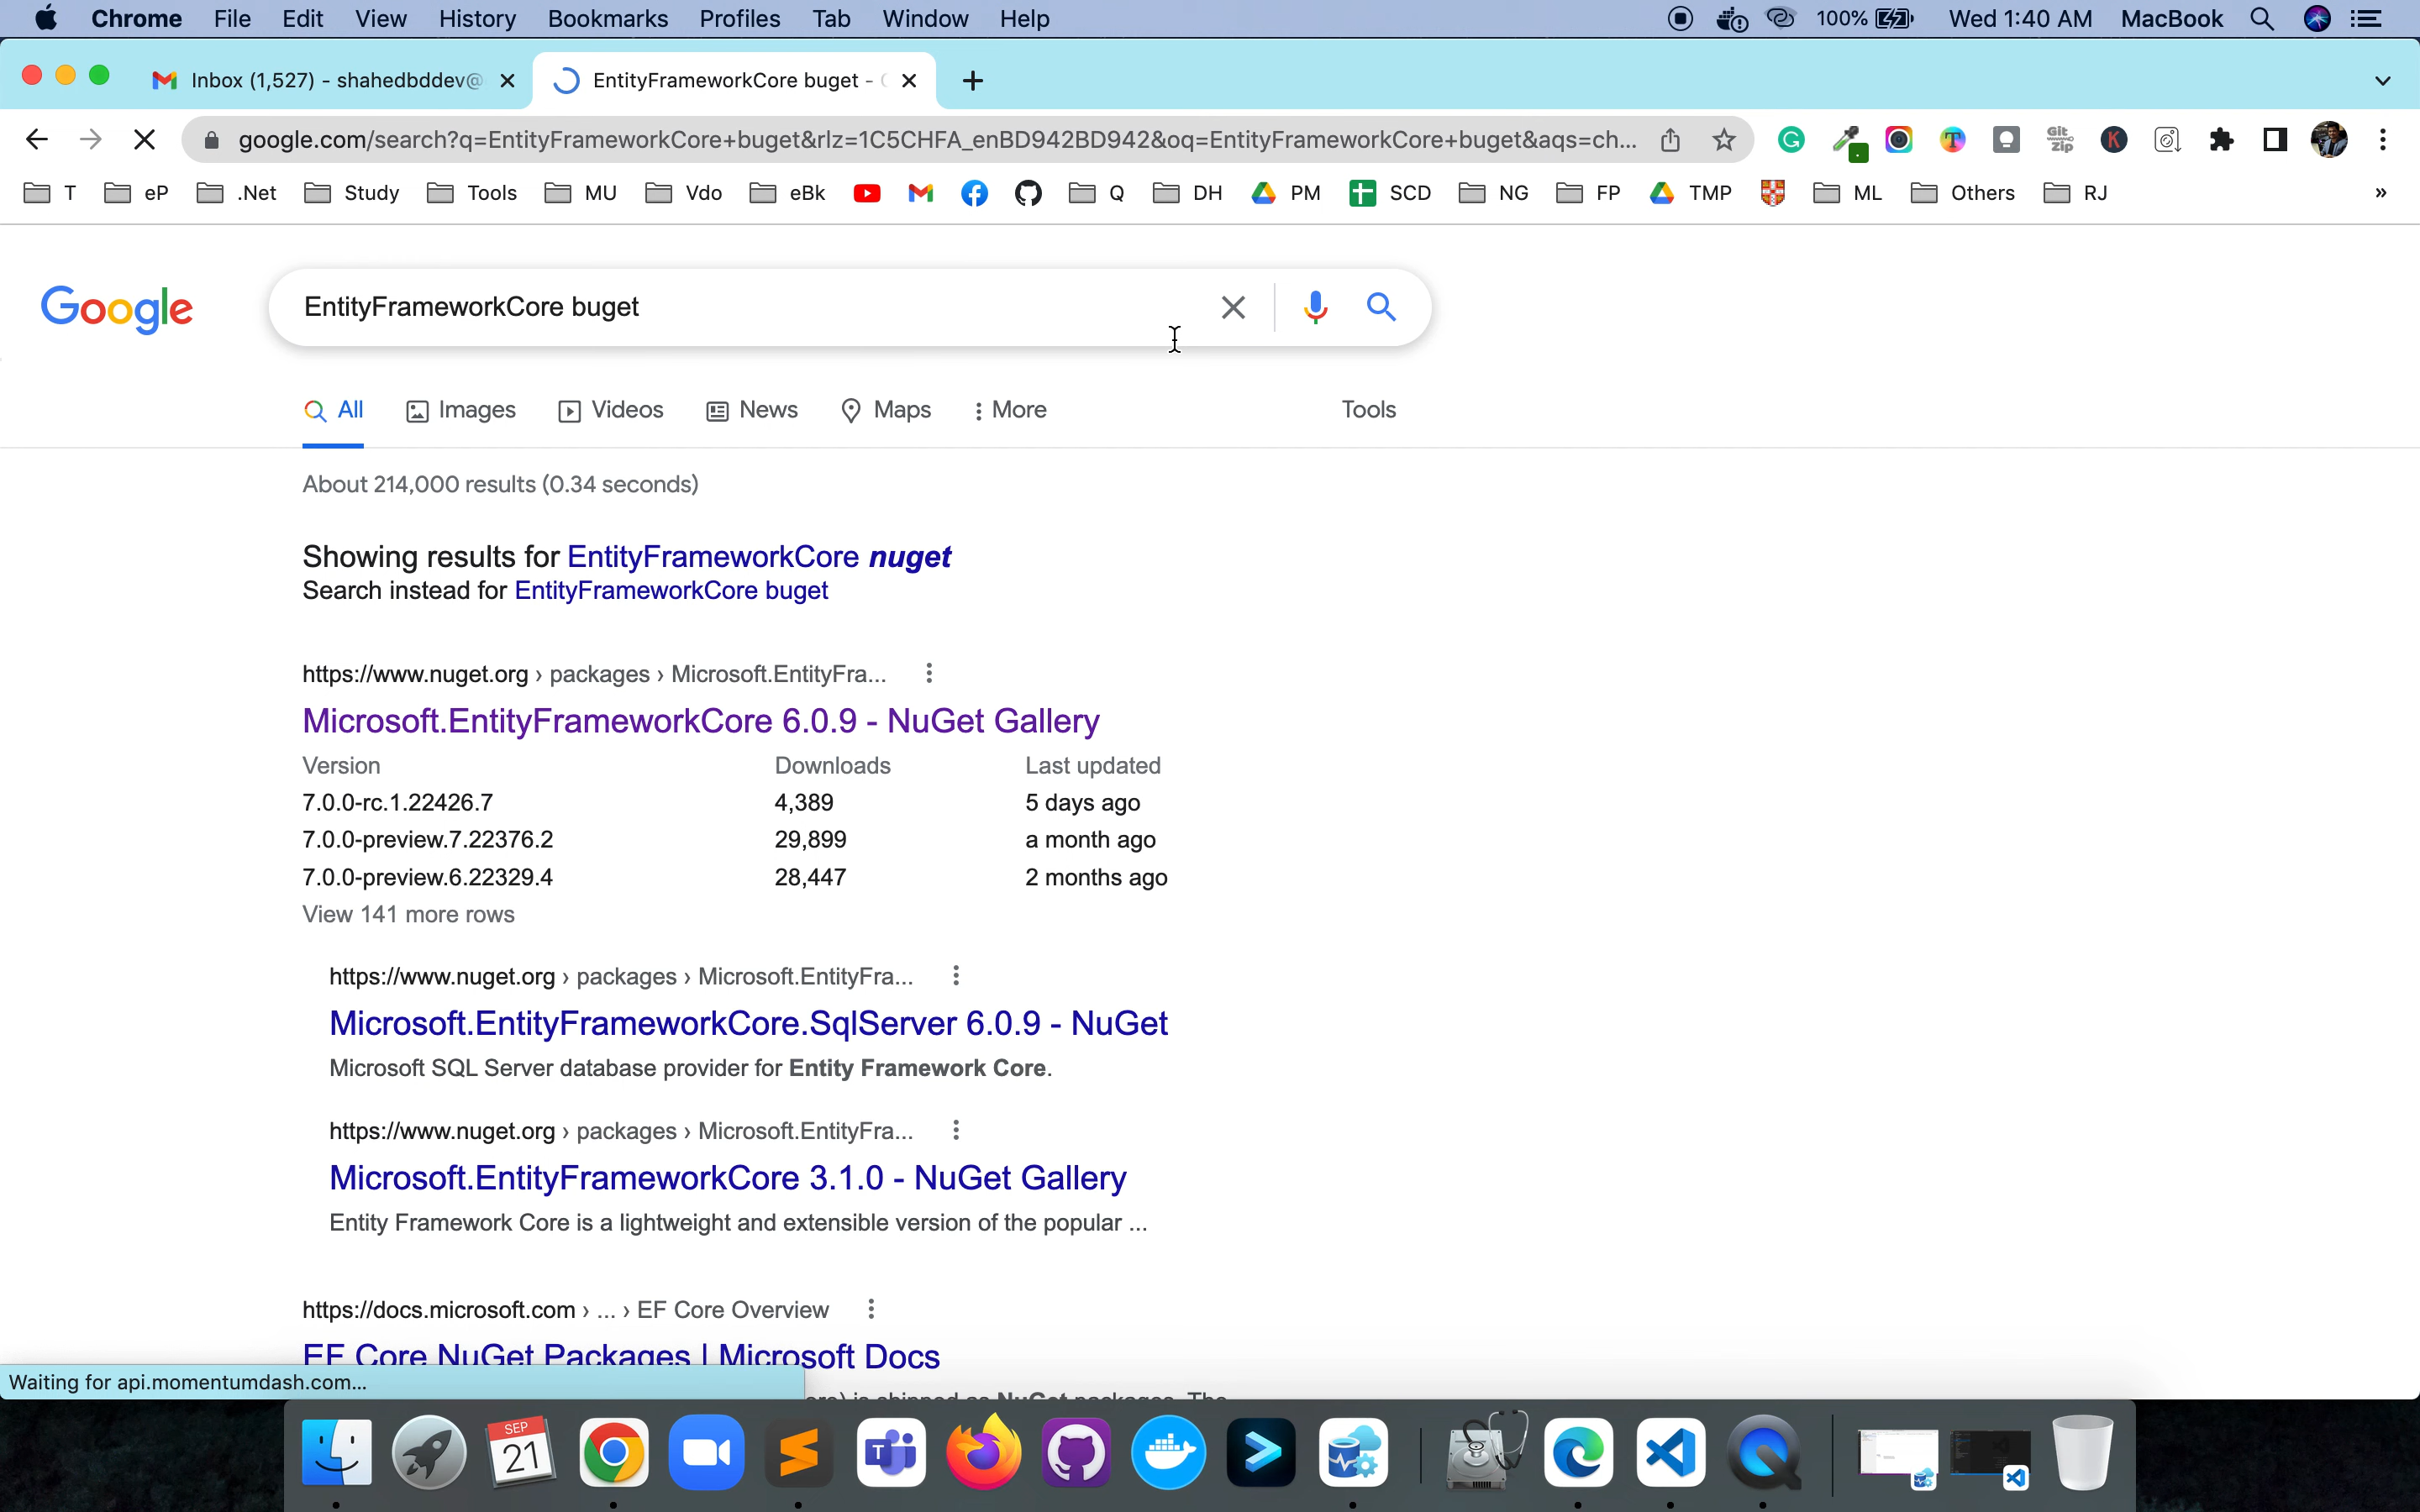 Chrome File Edit View History Bookmarks Profiles Tab Window Help 100% Wed 1:40 AM MacBook
Inbox (1,527) - shahedbddev@ EntityFrameworkCore buget -
google.com/search?q=EntityFrameworkCore+buget&rlz=1C5CHFA_enBD942BD942&oq=EntityFrameworkCore+buget&aqs=ch...
T eP .Net Study Tools MU Vdo eBk Q DH PM SCD NG FP TMP ML Others RJ »
Google EntityFrameworkCore buget
All Images Videos News Maps More Tools
About 214,000 results (0.34 seconds)
Showing results for EntityFrameworkCore nuget
Search instead for EntityFrameworkCore buget
https://www.nuget.org › packages › Microsoft.EntityFra...
Microsoft.EntityFrameworkCore 6.0.9 - NuGet Gallery
Version Downloads Last updated
7.0.0-rc.1.22426.7 4,389 5 days ago
7.0.0-preview.7.22376.2 29,899 a month ago
7.0.0-preview.6.22329.4 28,447 2 months ago
View 141 more rows
https://www.nuget.org › packages › Microsoft.EntityFra...
Microsoft.EntityFrameworkCore.SqlServer 6.0.9 - NuGet
Microsoft SQL Server database provider for Entity Framework Core.
https://www.nuget.org › packages › Microsoft.EntityFra...
Microsoft.EntityFrameworkCore 3.1.0 - NuGet Gallery
Entity Framework Core is a lightweight and extensible version of the popular ...
https://docs.microsoft.com › ... › EF Core Overview
EF Core NuGet Packages | Microsoft Docs
Waiting for api.momentumdash.com...
SEP
21